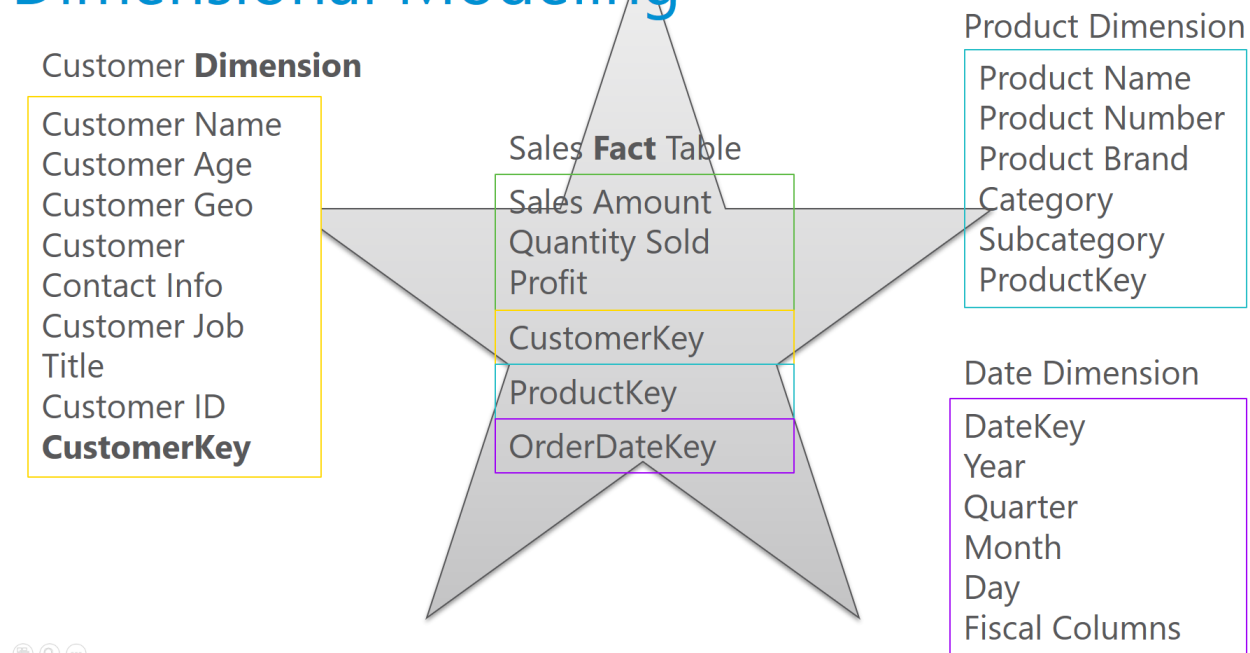 Dimensional Modeling
Customer Dimension
Customer Name
Customer Age
Customer Geo
Customer
Contact Info
Customer Job
Title
Customer ID
CustomerKey
Sales Fact Table
Sales Amount
Quantity Sold
Profit
CustomerKey
ProductKey
OrderDateKey
Product Dimension
Product Name
Product Number
Product Brand
Category
Subcategory
ProductKey
Date Dimension
DateKey
Year
Quarter
Month
Day
Fiscal Columns